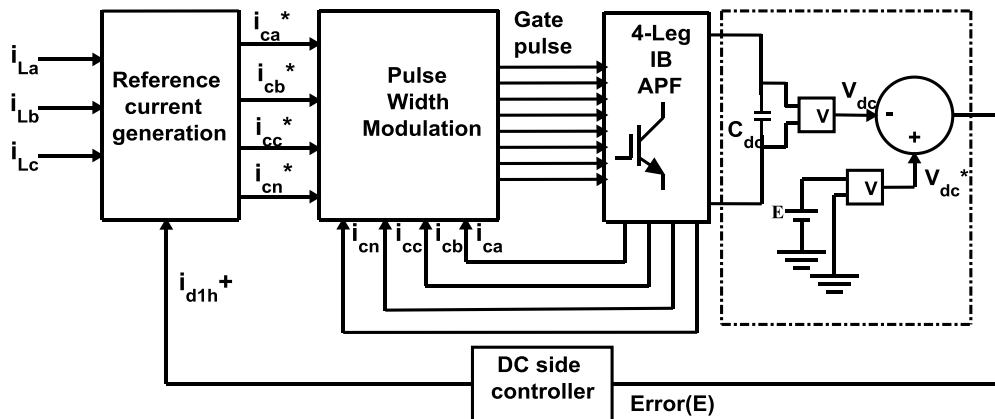 i_La
i_Lb
i_Lc
Reference
current
generation
i_ca*
i_cb*
i_cc*
i_cn*
Pulse
Width
Modulation
Gate
pulse
4-Leg
IB
APF
C_dc
V
V_dc
-
+
V_dc*
V
E
i_cn
i_cc
i_cb
i_ca
i_d1h+
DC side
controller
Error(E)